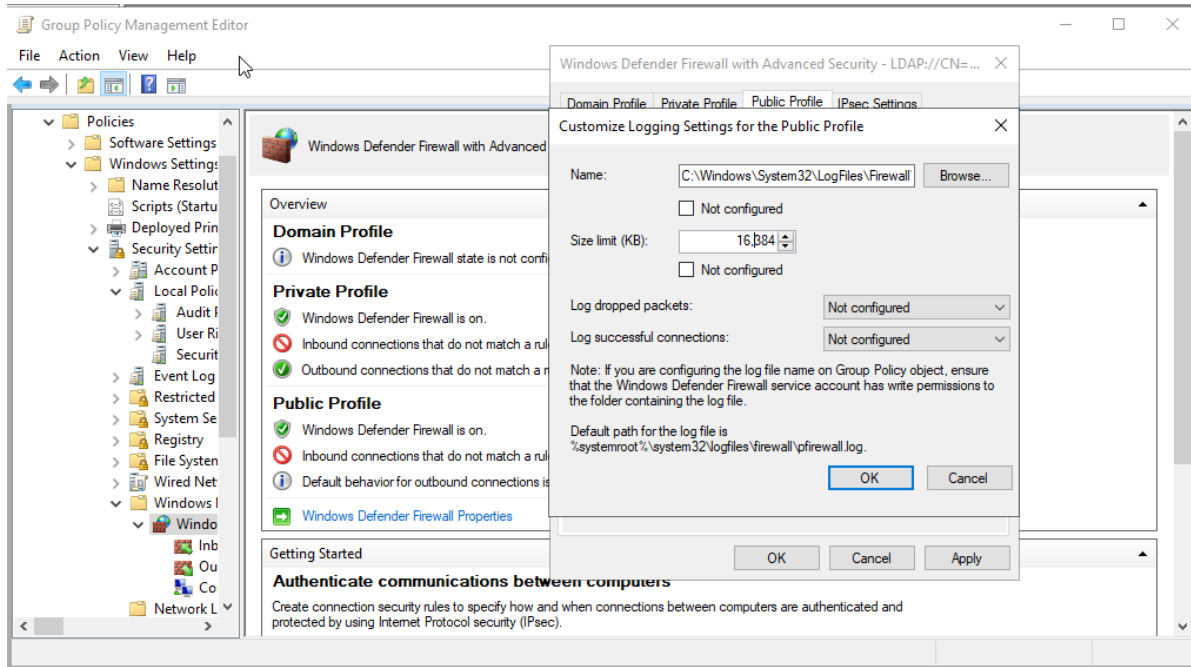 Group Policy Management Editor
File Action View Help
Policies
Software Settings
Windows Settings
Name Resolut
Scripts (Startu
Deployed Prin
Security Settin
Account P
Local Polic
Audit P
User Ri
Securit
Event Log
Restricted
System Se
Registry
File System
Wired Net
Windows
Windo
Inb
Ou
Co
Network L
Windows Defender Firewall with Advanced
Overview
Domain Profile
Windows Defender Firewall state is not confi
Private Profile
Windows Defender Firewall is on.
Inbound connections that do not match a rul
Outbound connections that do not match a r
Public Profile
Windows Defender Firewall is on.
Inbound connections that do not match a rul
Default behavior for outbound connections is
Windows Defender Firewall Properties
Getting Started
Authenticate communications between computers
Create connection security rules to specify how and when connections between computers are authenticated and
protected by using Internet Protocol security (IPsec).
Windows Defender Firewall with Advanced Security - LDAP://CN=...
Domain Profile Private Profile Public Profile IPsec Settings
Customize Logging Settings for the Public Profile
Name: C:\Windows\System32\LogFiles\Firewall Browse...
Not configured
Size limit (KB): 16,384
Not configured
Log dropped packets: Not configured
Log successful connections: Not configured
Note: If you are configuring the log file name on Group Policy object, ensure
that the Windows Defender Firewall service account has write permissions to
the folder containing the log file.
Default path for the log file is
%systemroot%\system32\logfiles\firewall\pfirewall.log.
OK Cancel
OK Cancel Apply